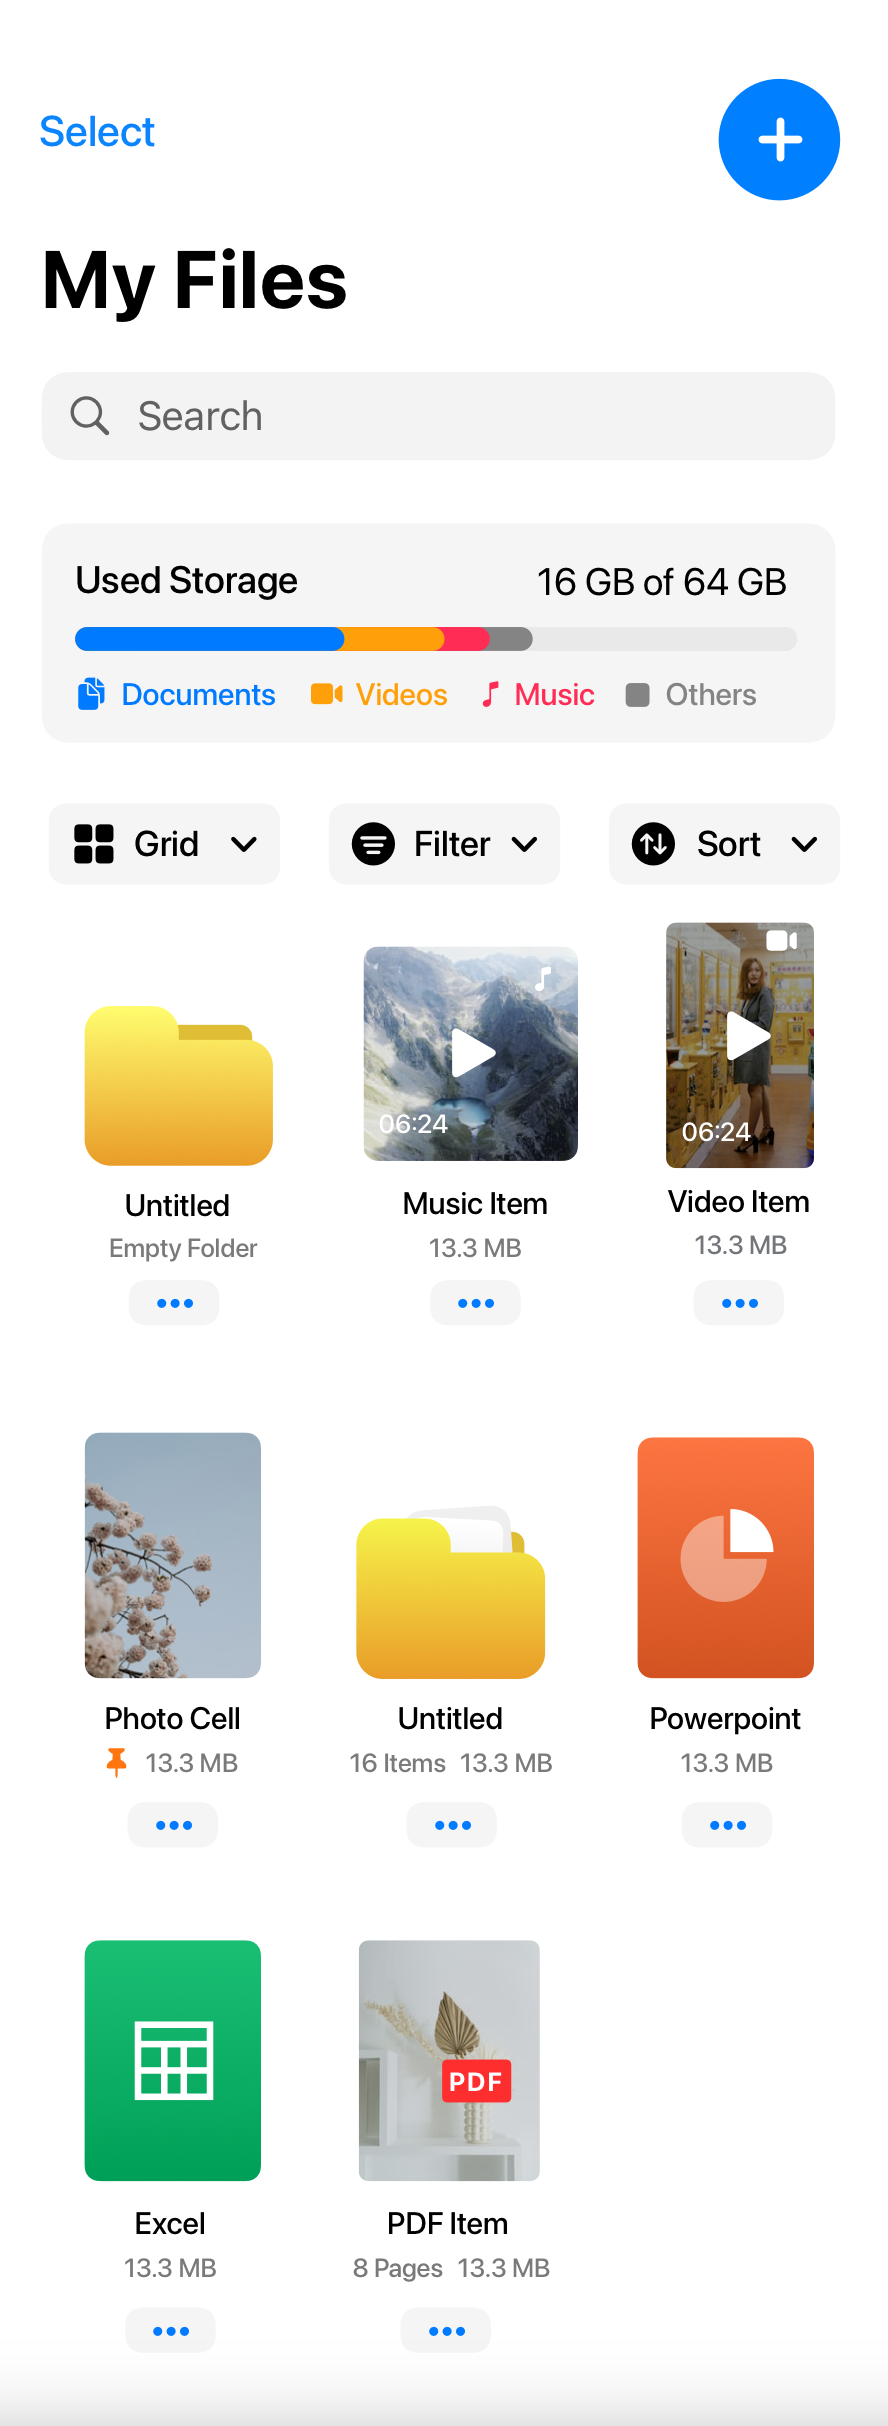 Select
My Files
Search
Used Storage 16 GB of 64 GB
Documents Videos Music Others
Grid Filter Sort
06:24 06:24
Untitled Music Item Video Item
Empty Folder 13.3 MB 13.3 MB
Photo Cell Untitled Powerpoint
13.3 MB 16 Items 13.3 MB 13.3 MB
PDF
Excel PDF Item
13.3 MB 8 Pages 13.3 MB